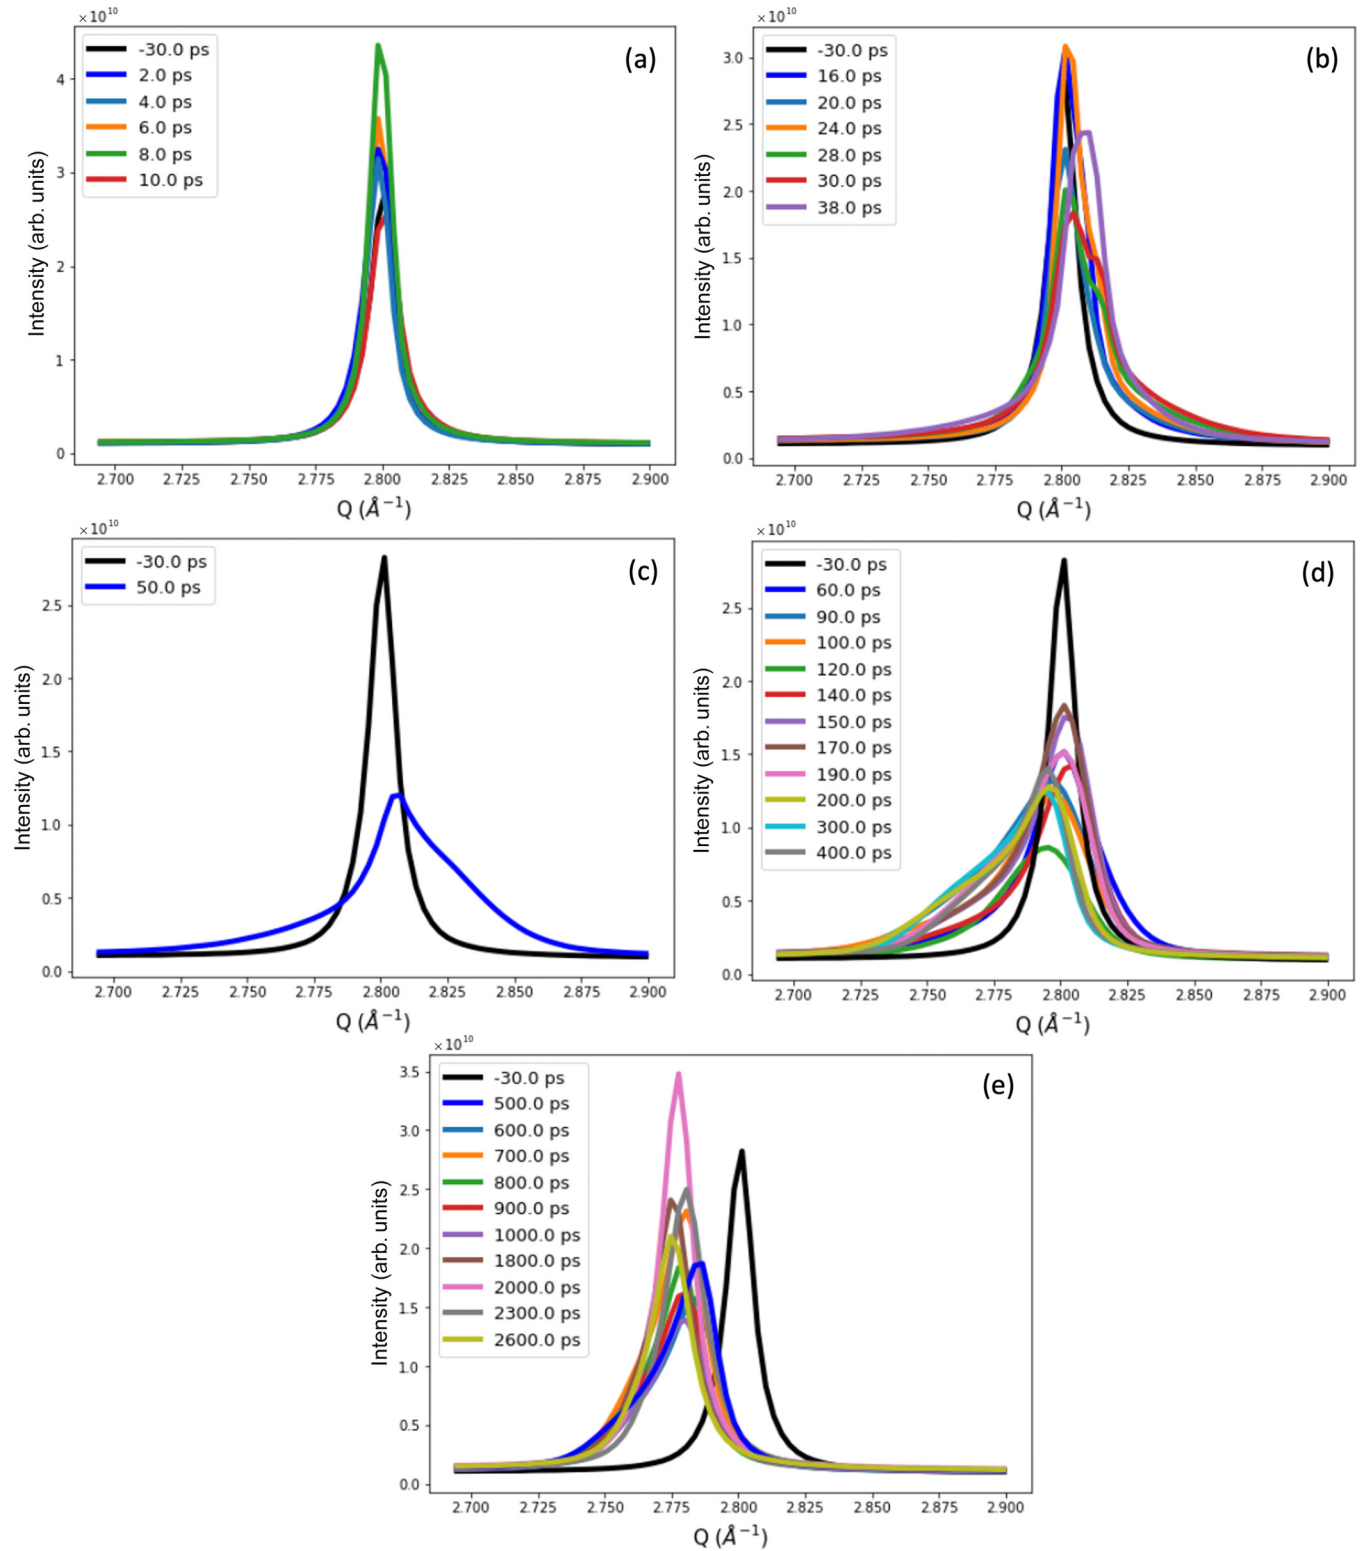 ×10^10
(a)
-30.0 ps
2.0 ps
4.0 ps
6.0 ps
8.0 ps
10.0 ps
4
3
2
1
0
Intensity (arb. units)
2.700 2.725 2.750 2.775 2.800 2.825 2.850 2.875 2.900
Q (Å⁻¹)
×10^10
(b)
-30.0 ps
16.0 ps
20.0 ps
24.0 ps
28.0 ps
30.0 ps
38.0 ps
3.0
2.5
2.0
1.5
1.0
0.5
0.0
Intensity (arb. units)
2.700 2.725 2.750 2.775 2.800 2.825 2.850 2.875 2.900
Q (Å⁻¹)
×10^10
(c)
-30.0 ps
50.0 ps
2.5
2.0
1.5
1.0
0.5
0.0
Intensity (arb. units)
2.700 2.725 2.750 2.775 2.800 2.825 2.850 2.875 2.900
Q (Å⁻¹)
×10^10
(d)
-30.0 ps
60.0 ps
90.0 ps
100.0 ps
120.0 ps
140.0 ps
150.0 ps
170.0 ps
190.0 ps
200.0 ps
300.0 ps
400.0 ps
2.5
2.0
1.5
1.0
0.5
0.0
Intensity (arb. units)
2.700 2.725 2.750 2.775 2.800 2.825 2.850 2.875 2.900
Q (Å⁻¹)
×10^10
(e)
-30.0 ps
500.0 ps
600.0 ps
700.0 ps
800.0 ps
900.0 ps
1000.0 ps
1800.0 ps
2000.0 ps
2300.0 ps
2600.0 ps
3.5
3.0
2.5
2.0
1.5
1.0
0.5
0.0
Intensity (arb. units)
2.700 2.725 2.750 2.775 2.800 2.825 2.850 2.875 2.900
Q (Å⁻¹)